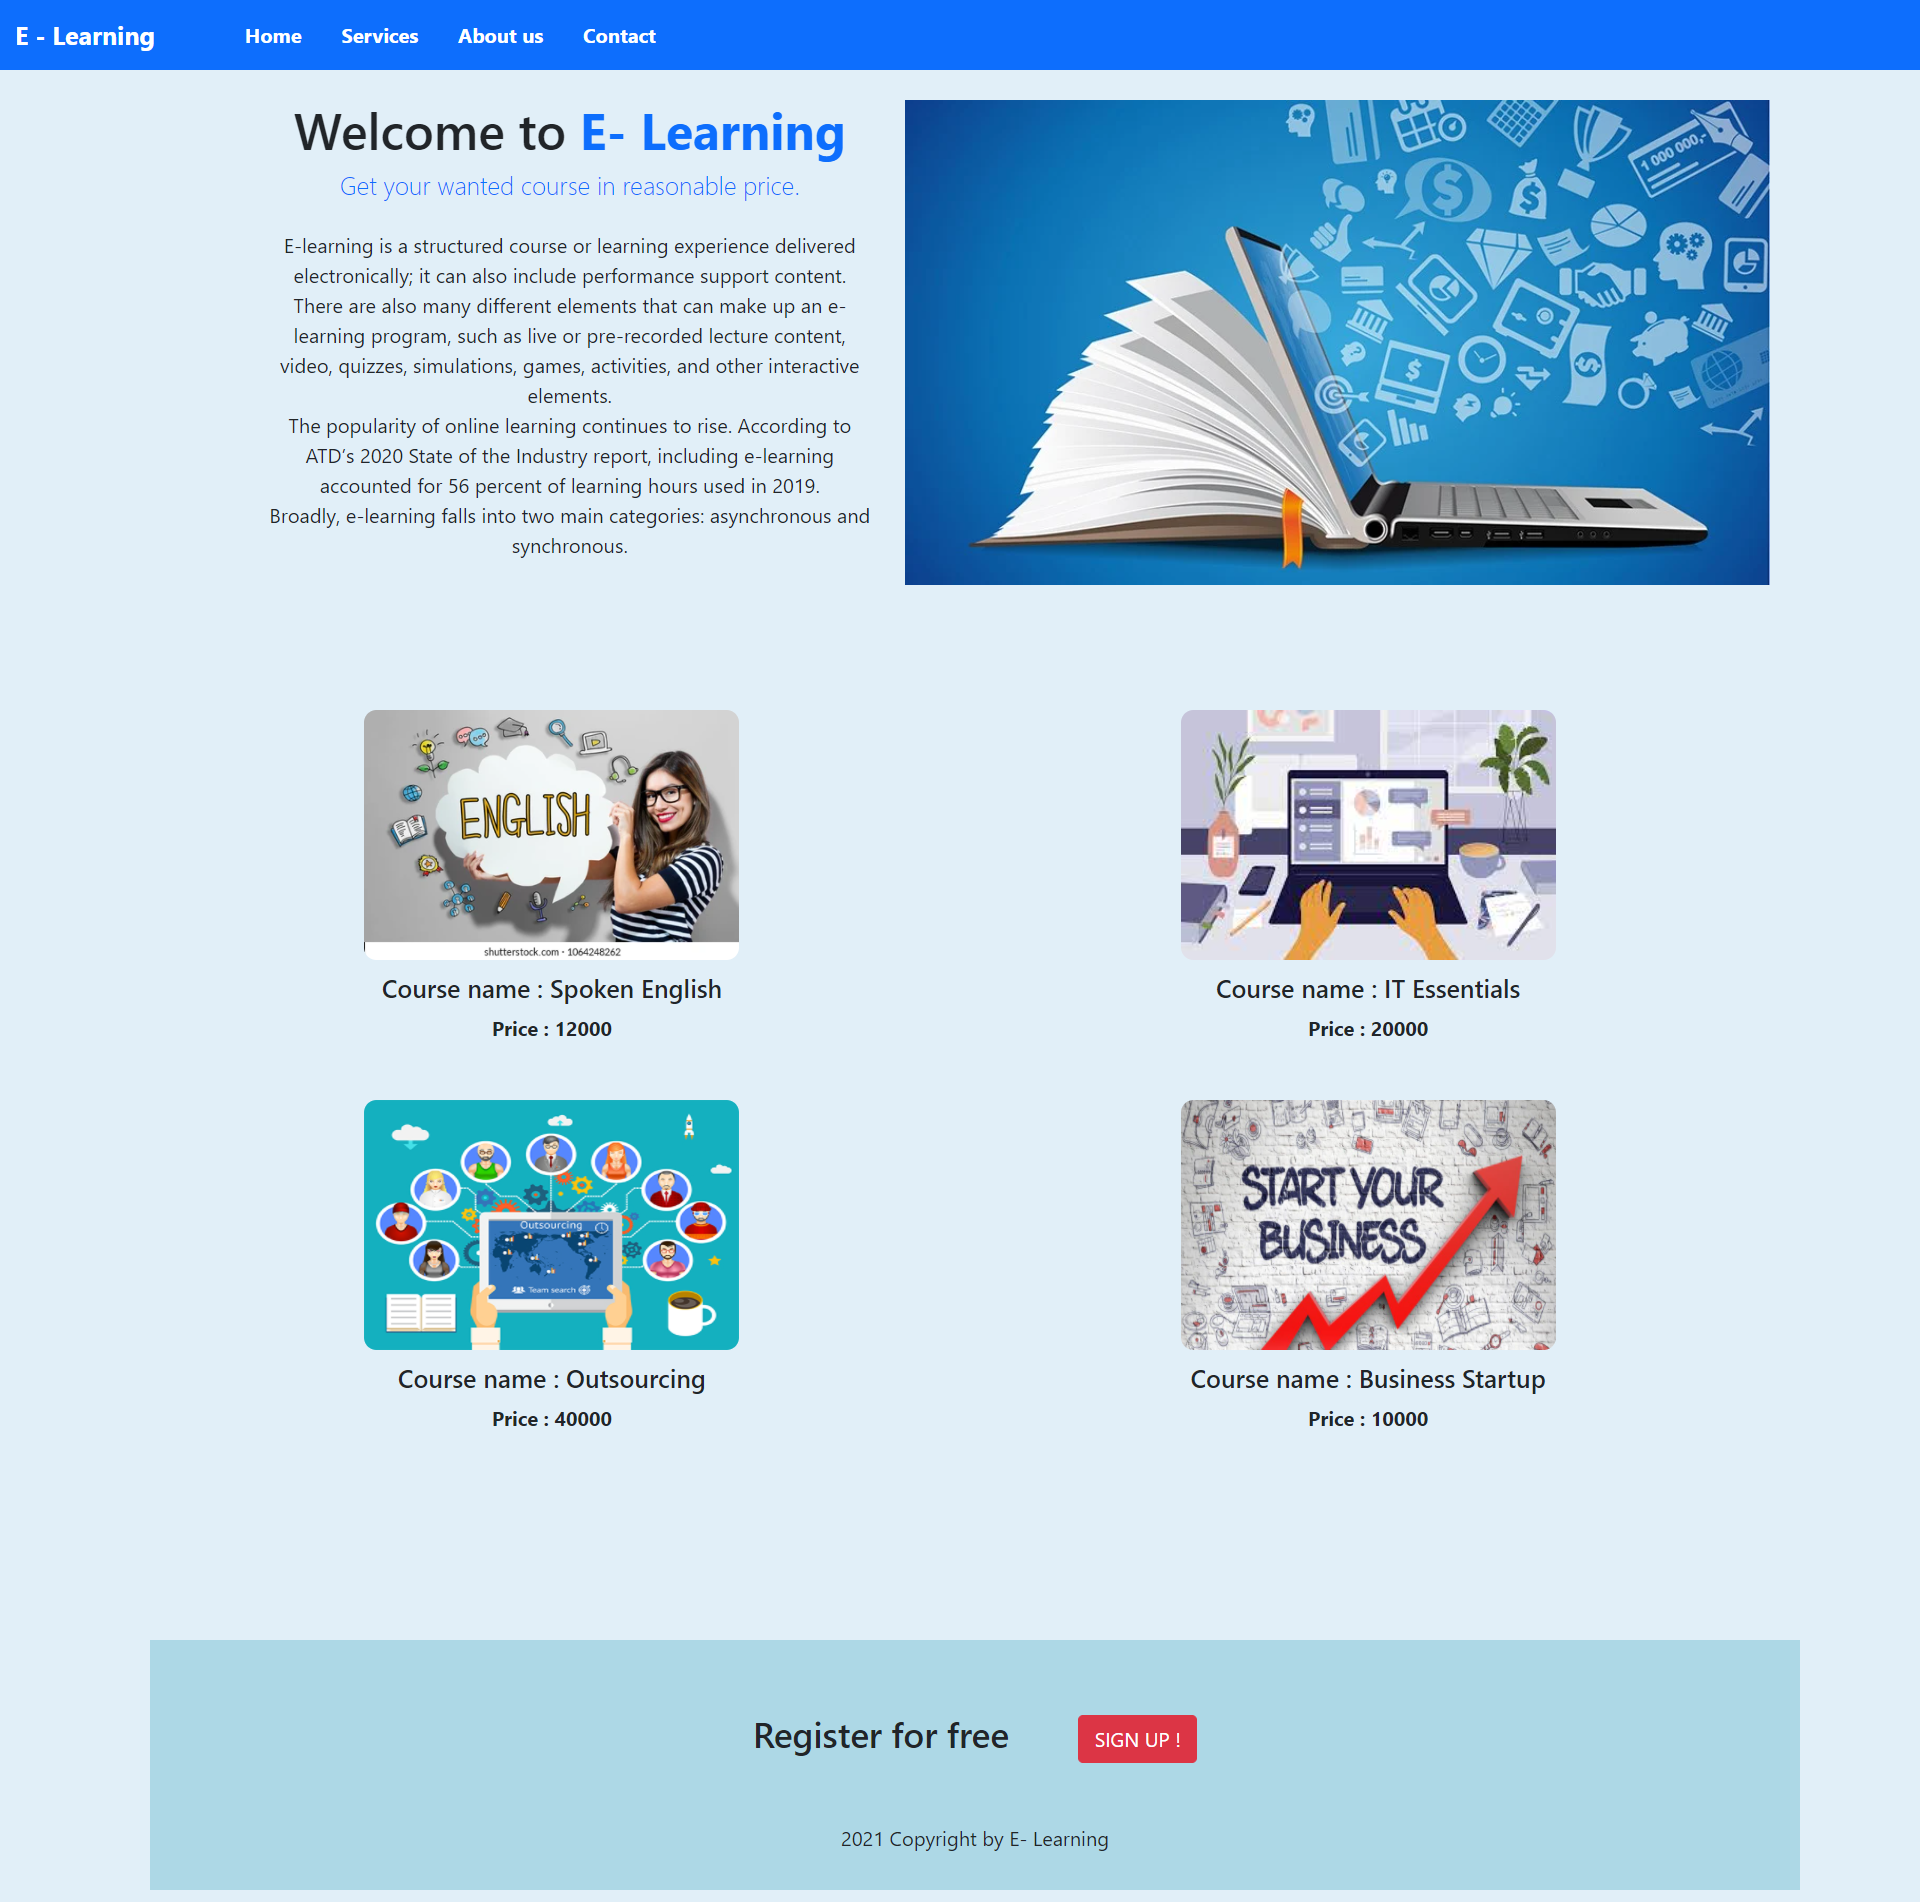 E - Learning
Home
Services
About us
Contact
Welcome to E- Learning
Get your wanted course in reasonable price.
E-learning is a structured course or learning experience delivered
electronically; it can also include performance support content.
There are also many different elements that can make up an e-
learning program, such as live or pre-recorded lecture content,
video, quizzes, simulations, games, activities, and other interactive
elements.
The popularity of online learning continues to rise. According to
ATD’s 2020 State of the Industry report, including e-learning
accounted for 56 percent of learning hours used in 2019.
Broadly, e-learning falls into two main categories: asynchronous and
synchronous.
1 000 000,-
ENGLISH
shutterstock.com · 1064248262
Course name : Spoken English
Price : 12000
Course name : IT Essentials
Price : 20000
Outsourcing
Team search
Course name : Outsourcing
Price : 40000
START YOUR
BUSINESS
Course name : Business Startup
Price : 10000
Register for free
SIGN UP !
2021 Copyright by E- Learning